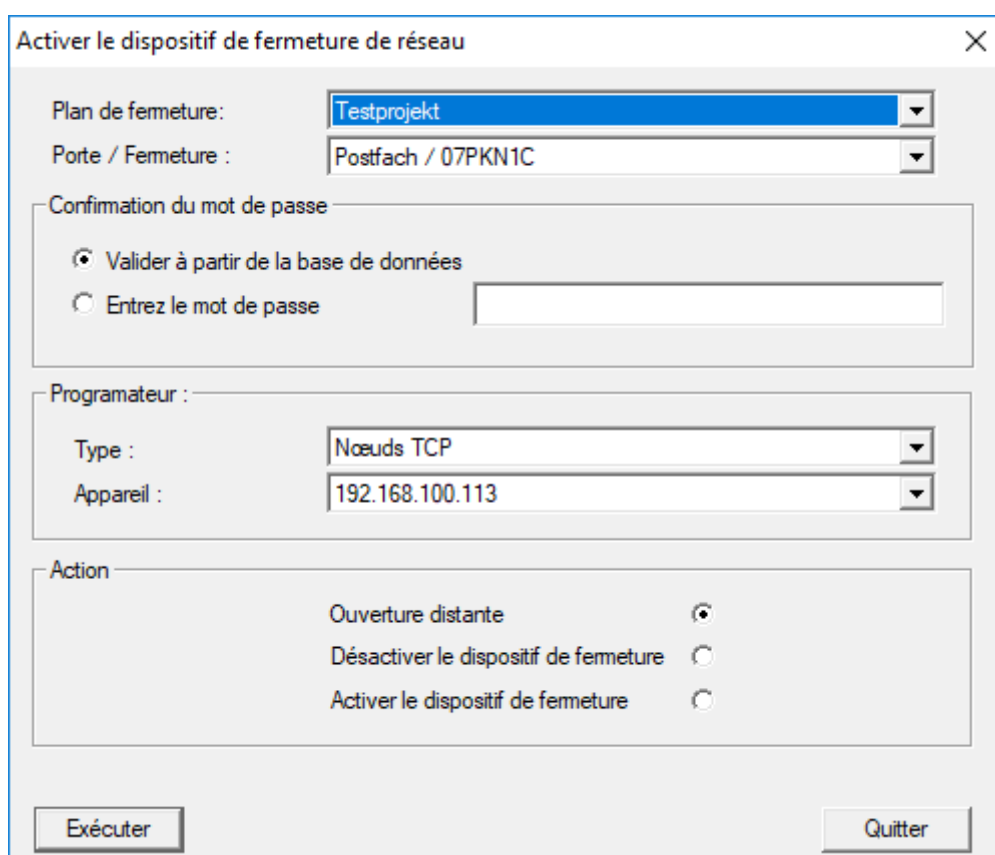 Activer le dispositif de fermeture de réseau
Plan de fermeture: Testprojekt
Porte / Fermeture : Postfach / 07PKN1C
Confirmation du mot de passe
Valider à partir de la base de données
Entrez le mot de passe
Programateur :
Type : Nœuds TCP
Appareil : 192.168.100.113
Action
Ouverture distante
Désactiver le dispositif de fermeture
Activer le dispositif de fermeture
Exécuter Quitter